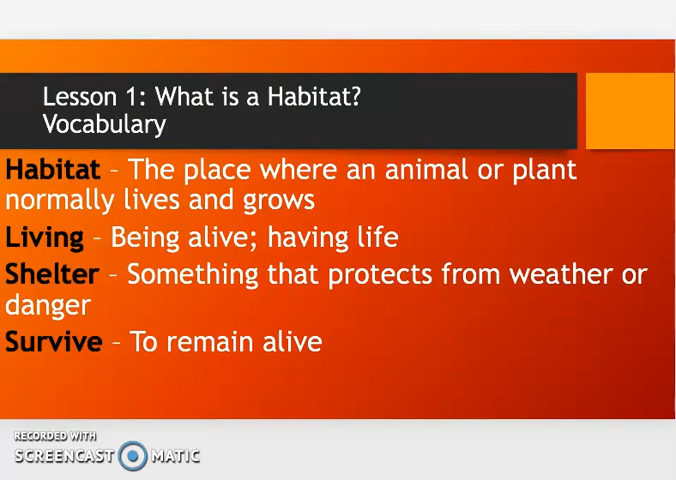 Lesson 1: What is a Habitat?
Vocabulary
Habitat – The place where an animal or plant
normally lives and grows
Living – Being alive; having life
Shelter – Something that protects from weather or
danger
Survive – To remain alive
RECORDED WITH
SCREENCAST MATIC